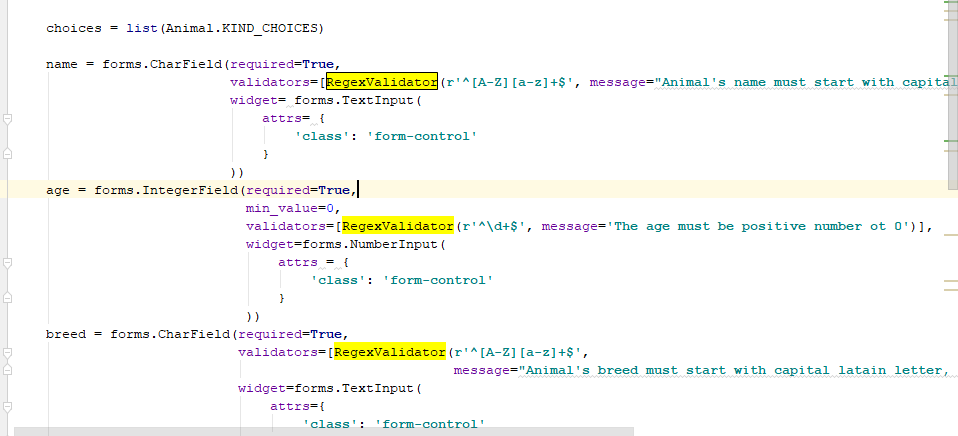 choices = list(Animal.KIND_CHOICES)
name = forms.CharField(required=True,
validators=[RegexValidator(r'^[A-Z][a-z]+$', message="Animal's name must start with capital
widget= forms.TextInput(
attrs= {
'class': 'form-control'
}
))
age = forms.IntegerField(required=True,
min_value=0,
validators=[RegexValidator(r'^\d+$', message='The age must be positive number ot 0')],
widget=forms.NumberInput(
attrs = {
'class': 'form-control'
}
))
breed = forms.CharField(required=True,
validators=[RegexValidator(r'^[A-Z][a-z]+$',
message="Animal's breed must start with capital latain letter,
widget=forms.TextInput(
attrs={
'class': 'form-control'